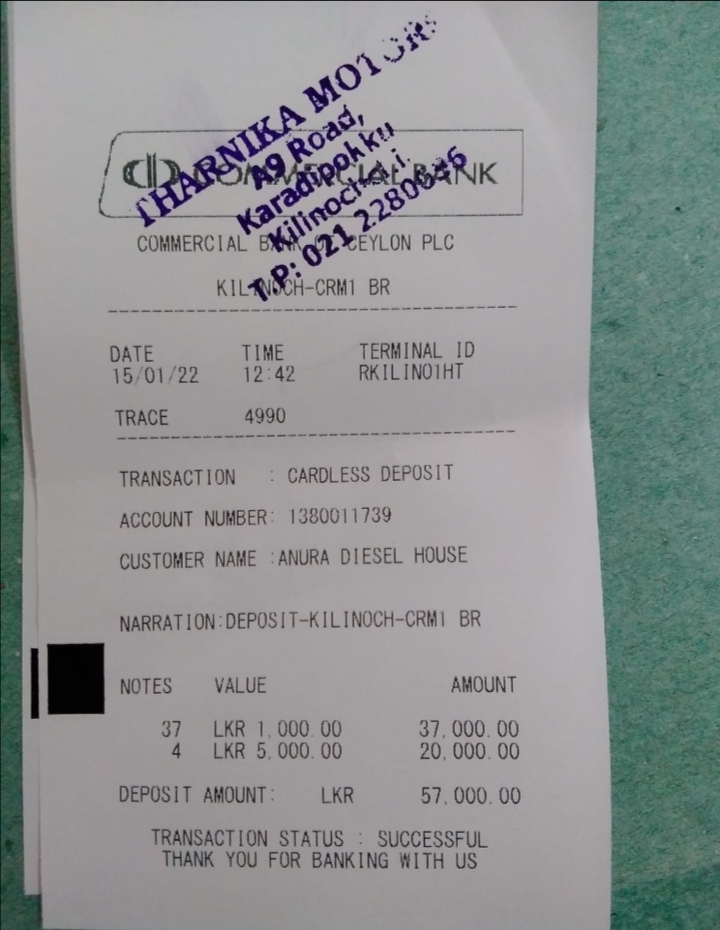 THARNIKA MOTORS
A9 Road,
Karadipokku
Kilinochchi.
T.P: 021 2280646
COMMERCIAL BANK
COMMERCIAL BANK OF CEYLON PLC
KILINOCH-CRM1 BR
DATE TIME TERMINAL ID
15/01/22 12:42 RKILINO1HT
TRACE 4990
TRANSACTION : CARDLESS DEPOSIT
ACCOUNT NUMBER: 1380011739
CUSTOMER NAME :ANURA DIESEL HOUSE
NARRATION:DEPOSIT-KILINOCH-CRM1 BR
NOTES VALUE AMOUNT
37 LKR 1,000.00 37,000.00
4 LKR 5,000.00 20,000.00
DEPOSIT AMOUNT: LKR 57,000.00
TRANSACTION STATUS : SUCCESSFUL
THANK YOU FOR BANKING WITH US